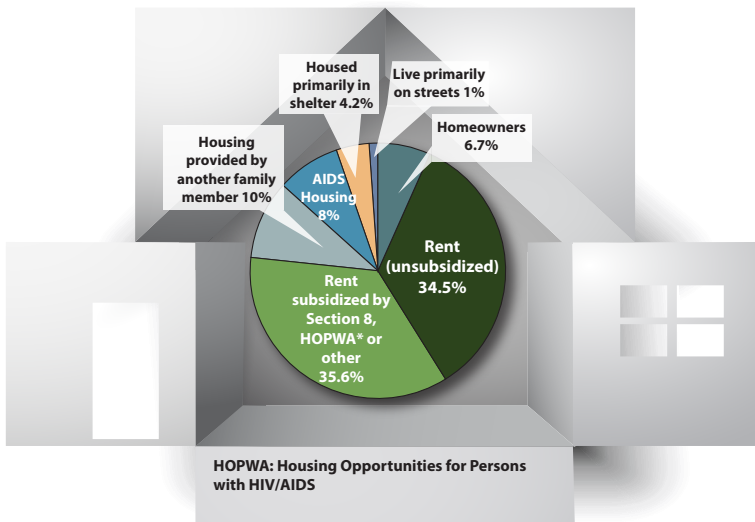 Housed
primarily in
shelter 4.2%
Live primarily
on streets 1%
Homeowners
6.7%
Housing
provided by
another family
member 10%
AIDS
Housing
8%
Rent
(unsubsidized)
34.5%
Rent
subsidized by
Section 8,
HOPWA* or
other
35.6%
HOPWA: Housing Opportunities for Persons
with HIV/AIDS